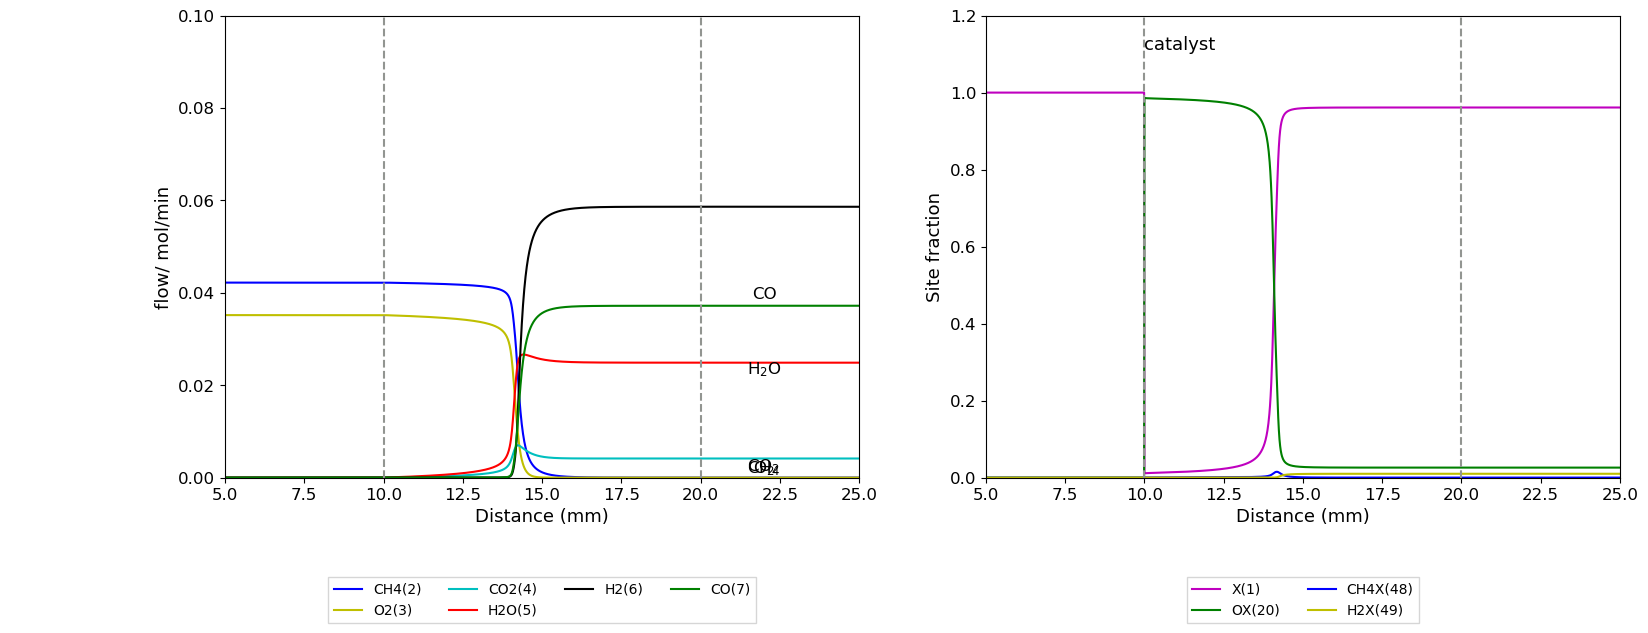 0.10
0.08
0.06
0.04
0.02
0.00
flow/ mol/min
CO
H₂O
5.0 7.5 10.0 12.5 15.0 17.5 20.0 22.5 25.0
Distance (mm)
CH4(2) CO2(4) H2(6) CO(7)
O2(3) H2O(5)
1.2
1.0
0.8
0.6
0.4
0.2
0.0
Site fraction
catalyst
5.0 7.5 10.0 12.5 15.0 17.5 20.0 22.5 25.0
Distance (mm)
X(1) CH4X(48)
OX(20) H2X(49)